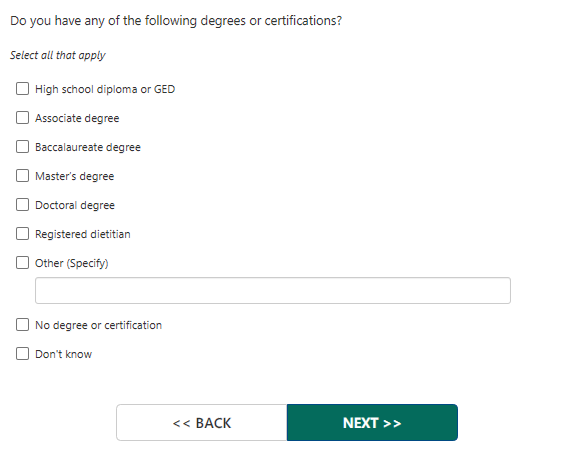 Do you have any of the following degrees or certifications?
Select all that apply
High school diploma or GED
Associate degree
Baccalaureate degree
Master's degree
Doctoral degree
Registered dietitian
Other (Specify)
No degree or certification
Don't know
<< BACK
NEXT >>